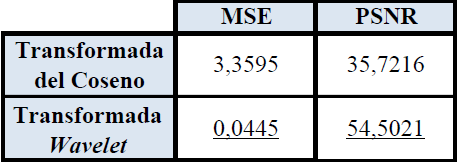 MSE PSNR
Transformada
del Coseno 3,3595 35,7216
Transformada
Wavelet 0,0445 54,5021